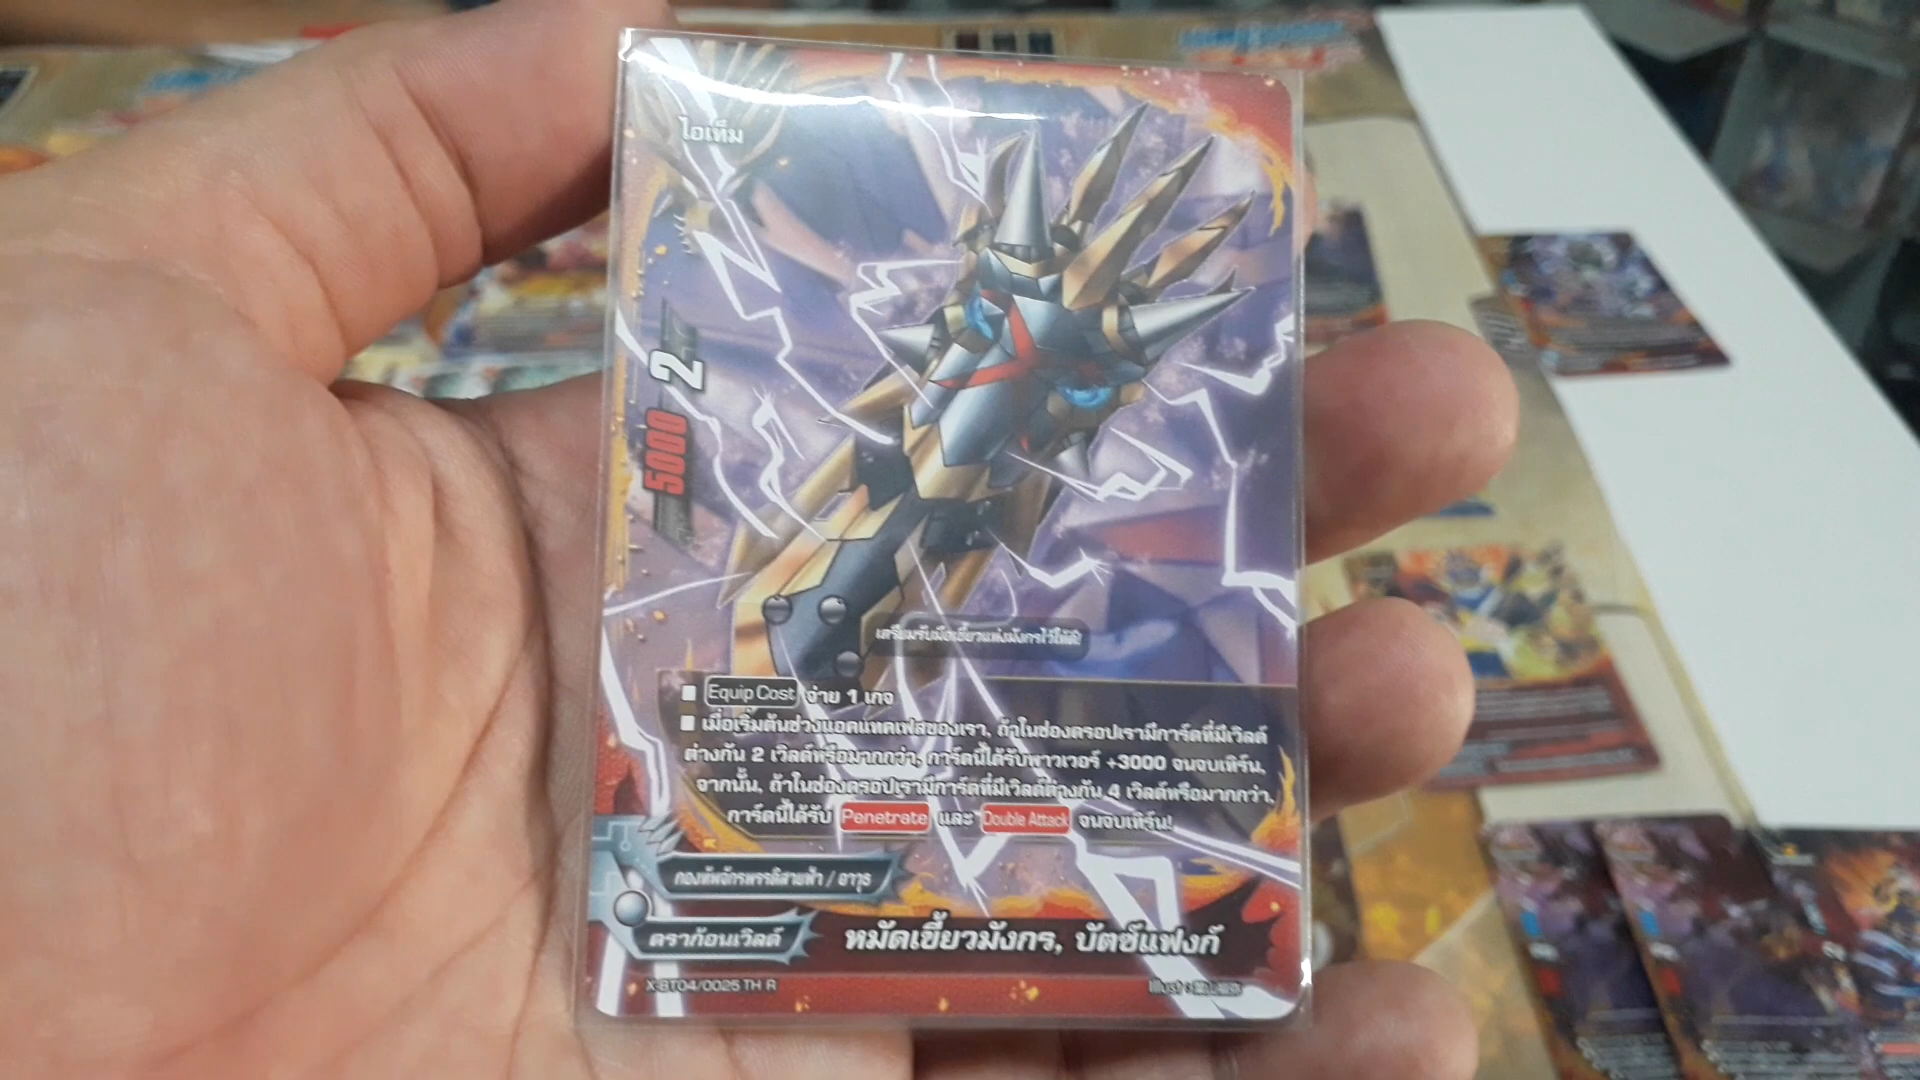 ไอเท็ม
5000 2
เตรียมรับมือเขี้ยวแห่งมังกรไว้ให้ดี!
■ Equip Cost จ่าย 1 เกจ
■ เมื่อเริ่มต้นช่วงแอคแทคเฟสของเรา, ถ้าในช่องดรอปเรามีการ์ดที่มีเวิลด์
ต่างกัน 2 เวิลด์หรือมากกว่า, การ์ดนี้ได้รับพาวเวอร์ +3000 จนจบเทิร์น,
จากนั้น, ถ้าในช่องดรอปเรามีการ์ดที่มีเวิลด์ต่างกัน 4 เวิลด์หรือมากกว่า,
การ์ดนี้ได้รับ Penetrate และ Double Attack จนจบเทิร์น!
กองทัพจักรพรรดิสายฟ้า / อาวุธ
ดราก้อนเวิลด์
หมัดเขี้ยวมังกร, บัตซ์แฟงก์
X-BT04/0025 TH R
Illust :